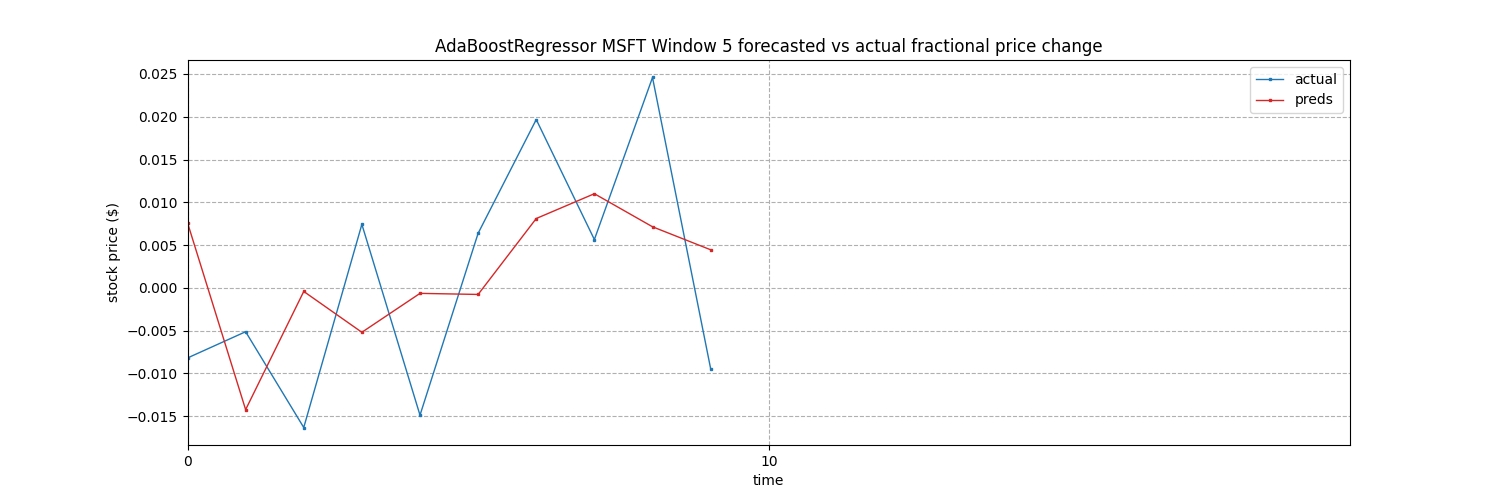 AdaBoostRegressor MSFT Window 5 forecasted vs actual fractional price change
actual
preds
0.025
0.020
0.015
0.010
0.005
0.000
−0.005
−0.010
−0.015
stock price ($)
0
10
time